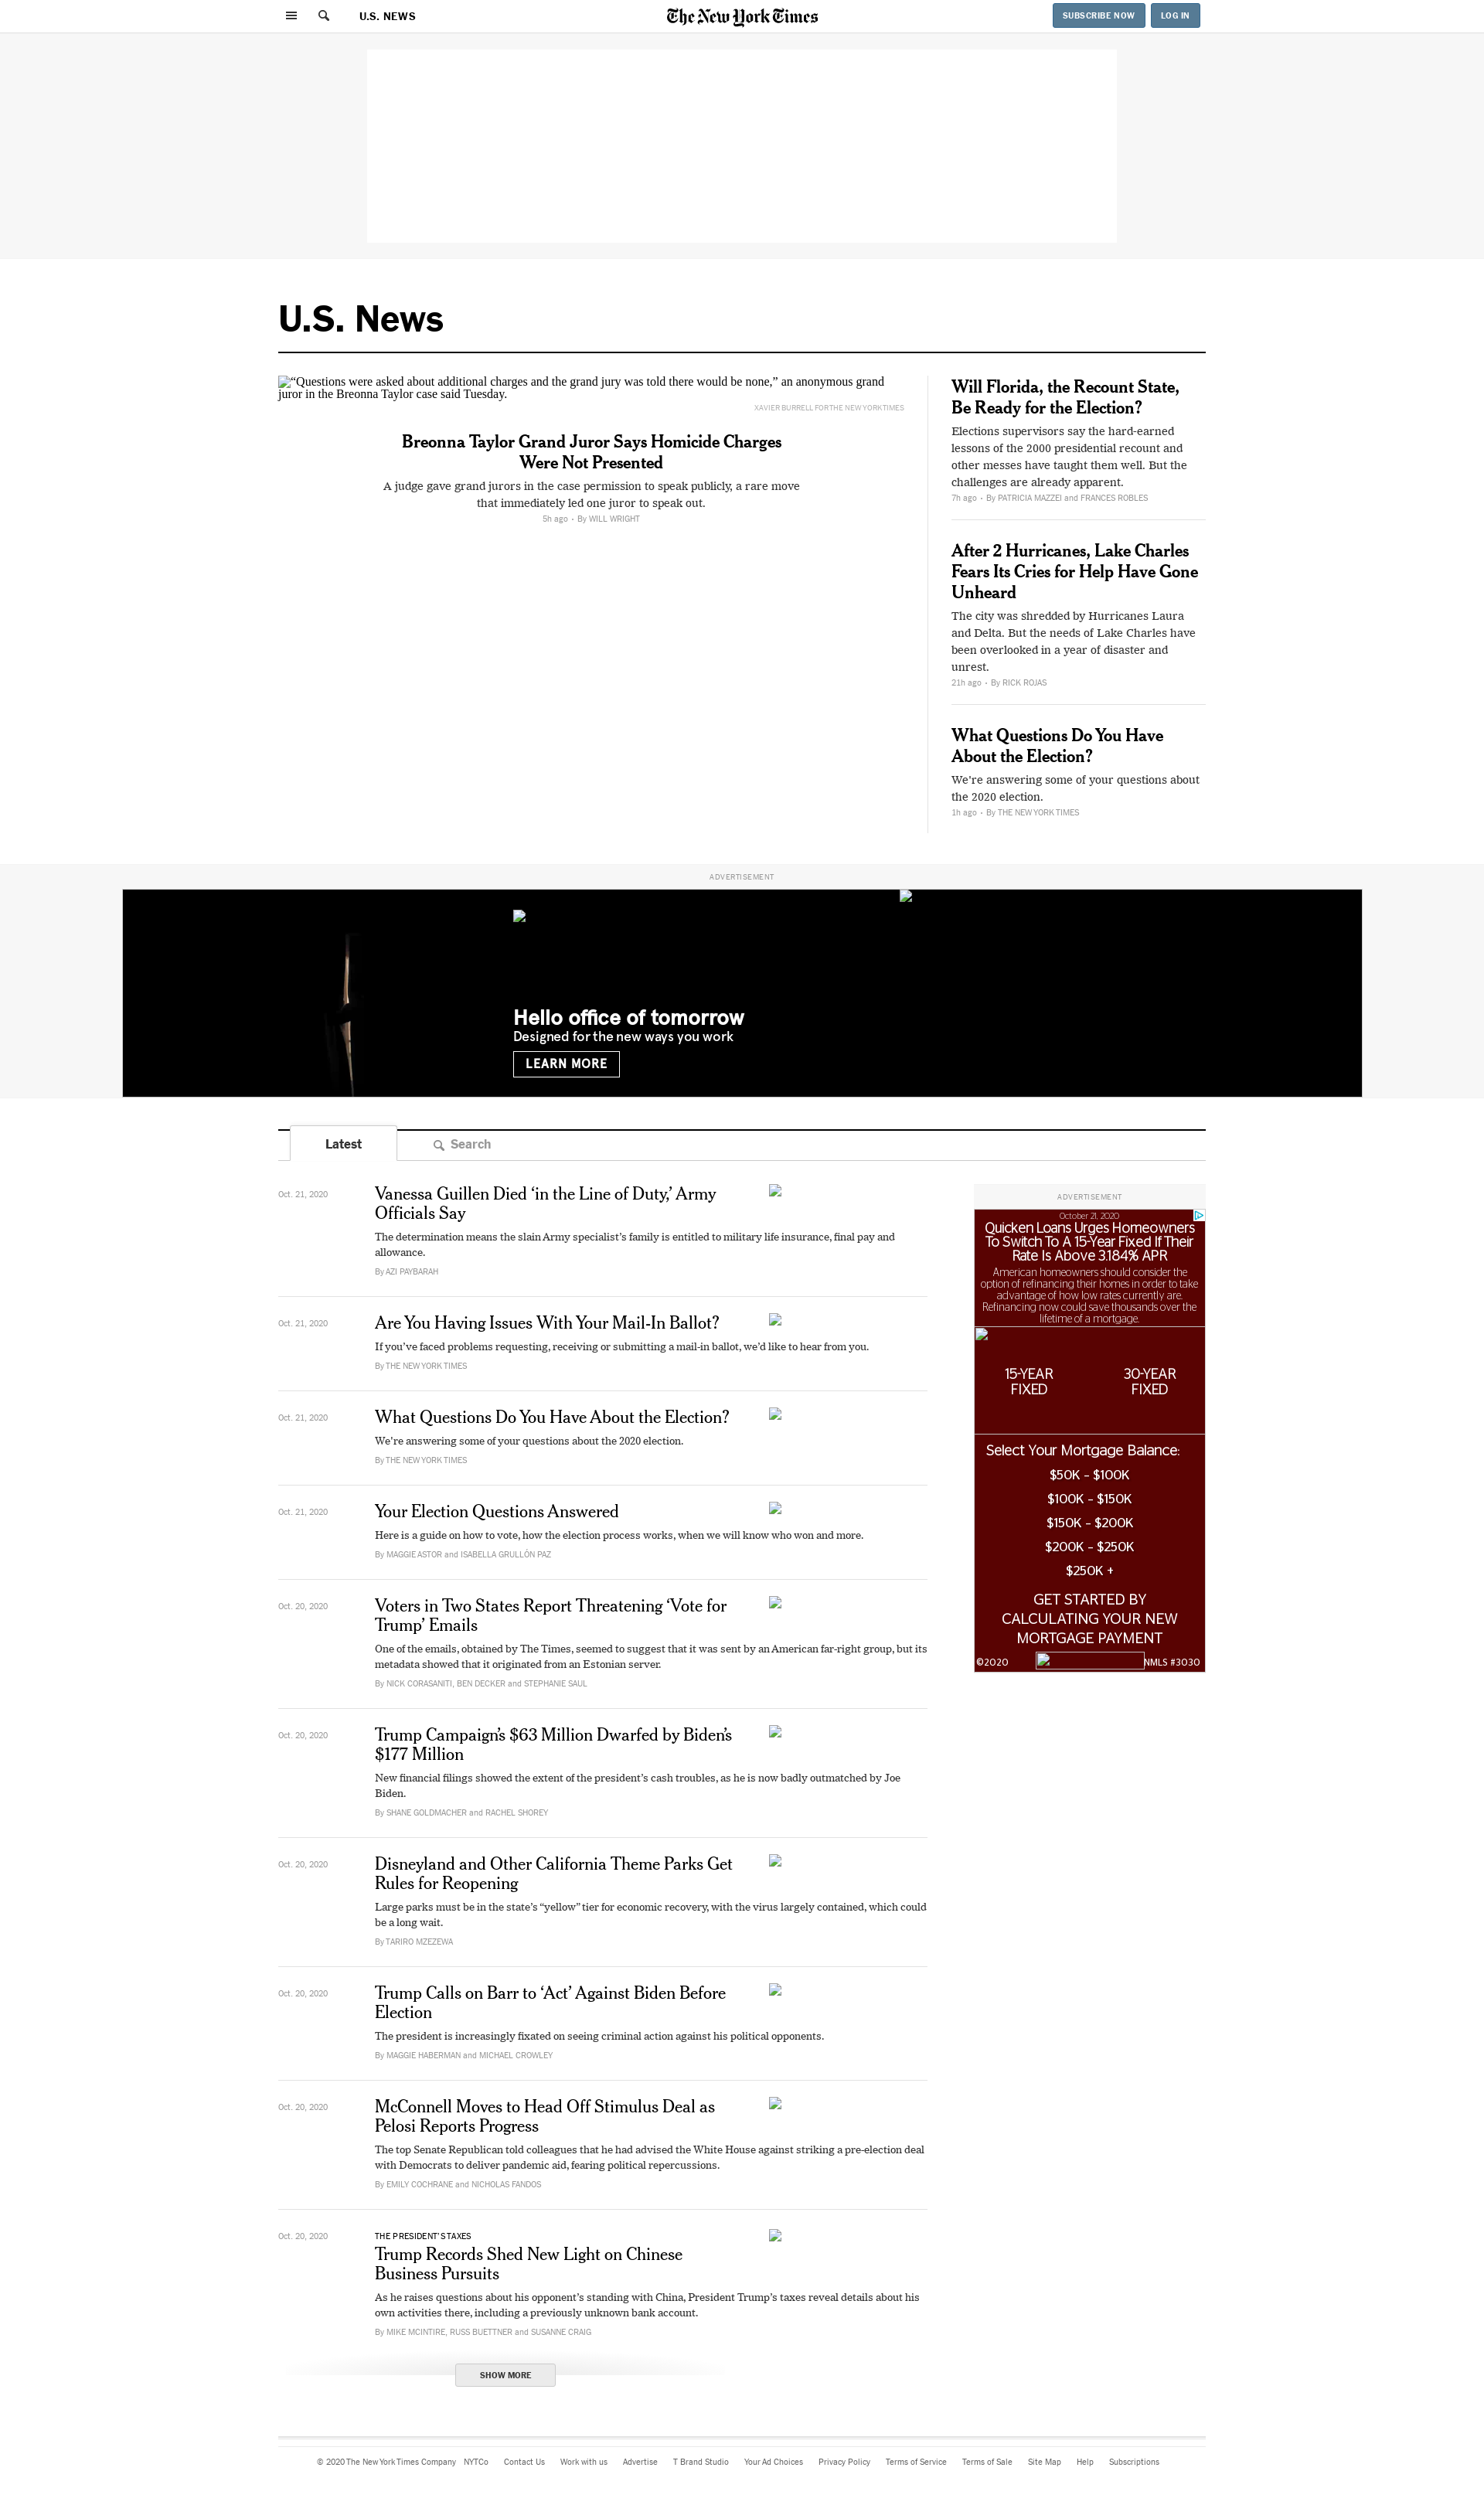 U.S. NEWS
The New York Times
SUBSCRIBE NOW
LOG IN
U.S. News
“Questions were asked about additional charges and the grand jury was told there would be none,” an anonymous grand
juror in the Breonna Taylor case said Tuesday.
XAVIER BURRELL FOR THE NEW YORK TIMES
Breonna Taylor Grand Juror Says Homicide Charges
Were Not Presented
A judge gave grand jurors in the case permission to speak publicly, a rare move
that immediately led one juror to speak out.
5h ago • By WILL WRIGHT
Will Florida, the Recount State,
Be Ready for the Election?
Elections supervisors say the hard-earned
lessons of the 2000 presidential recount and
other messes have taught them well. But the
challenges are already apparent.
7h ago • By PATRICIA MAZZEI and FRANCES ROBLES
After 2 Hurricanes, Lake Charles
Fears Its Cries for Help Have Gone
Unheard
The city was shredded by Hurricanes Laura
and Delta. But the needs of Lake Charles have
been overlooked in a year of disaster and
unrest.
21h ago • By RICK ROJAS
What Questions Do You Have
About the Election?
We’re answering some of your questions about
the 2020 election.
1h ago • By THE NEW YORK TIMES
ADVERTISEMENT
Hello office of tomorrow
Designed for the new ways you work
LEARN MORE
Latest
Search
Oct. 21, 2020
Vanessa Guillen Died ‘in the Line of Duty,’ Army
Officials Say
The determination means the slain Army specialist’s family is entitled to military life insurance, final pay and
allowance.
By AZI PAYBARAH
Oct. 21, 2020
Are You Having Issues With Your Mail-In Ballot?
If you’ve faced problems requesting, receiving or submitting a mail-in ballot, we’d like to hear from you.
By THE NEW YORK TIMES
Oct. 21, 2020
What Questions Do You Have About the Election?
We’re answering some of your questions about the 2020 election.
By THE NEW YORK TIMES
Oct. 21, 2020
Your Election Questions Answered
Here is a guide on how to vote, how the election process works, when we will know who won and more.
By MAGGIE ASTOR and ISABELLA GRULLÓN PAZ
Oct. 20, 2020
Voters in Two States Report Threatening ‘Vote for
Trump’ Emails
One of the emails, obtained by The Times, seemed to suggest that it was sent by an American far-right group, but its
metadata showed that it originated from an Estonian server.
By NICK CORASANITI, BEN DECKER and STEPHANIE SAUL
Oct. 20, 2020
Trump Campaign’s $63 Million Dwarfed by Biden’s
$177 Million
New financial filings showed the extent of the president’s cash troubles, as he is now badly outmatched by Joe
Biden.
By SHANE GOLDMACHER and RACHEL SHOREY
Oct. 20, 2020
Disneyland and Other California Theme Parks Get
Rules for Reopening
Large parks must be in the state’s “yellow” tier for economic recovery, with the virus largely contained, which could
be a long wait.
By TARIRO MZEZEWA
Oct. 20, 2020
Trump Calls on Barr to ‘Act’ Against Biden Before
Election
The president is increasingly fixated on seeing criminal action against his political opponents.
By MAGGIE HABERMAN and MICHAEL CROWLEY
Oct. 20, 2020
McConnell Moves to Head Off Stimulus Deal as
Pelosi Reports Progress
The top Senate Republican told colleagues that he had advised the White House against striking a pre-election deal
with Democrats to deliver pandemic aid, fearing political repercussions.
By EMILY COCHRANE and NICHOLAS FANDOS
Oct. 20, 2020
THE PRESIDENT’S TAXES
Trump Records Shed New Light on Chinese
Business Pursuits
As he raises questions about his opponent’s standing with China, President Trump’s taxes reveal details about his
own activities there, including a previously unknown bank account.
By MIKE MCINTIRE, RUSS BUETTNER and SUSANNE CRAIG
SHOW MORE
ADVERTISEMENT
October 21, 2020
Quicken Loans Urges Homeowners
To Switch To A 15-Year Fixed If Their
Rate Is Above 3.184% APR
American homeowners should consider the
option of refinancing their homes in order to take
advantage of how low rates currently are.
Refinancing now could save thousands over the
lifetime of a mortgage.
15-YEAR
FIXED
30-YEAR
FIXED
Select Your Mortgage Balance:
$50K - $100K
$100K - $150K
$150K - $200K
$200K - $250K
$250K +
GET STARTED BY
CALCULATING YOUR NEW
MORTGAGE PAYMENT
©2020
NMLS #3030
© 2020 The New York Times Company NYTCo Contact Us Work with us Advertise T Brand Studio Your Ad Choices Privacy Policy Terms of Service Terms of Sale Site Map Help Subscriptions